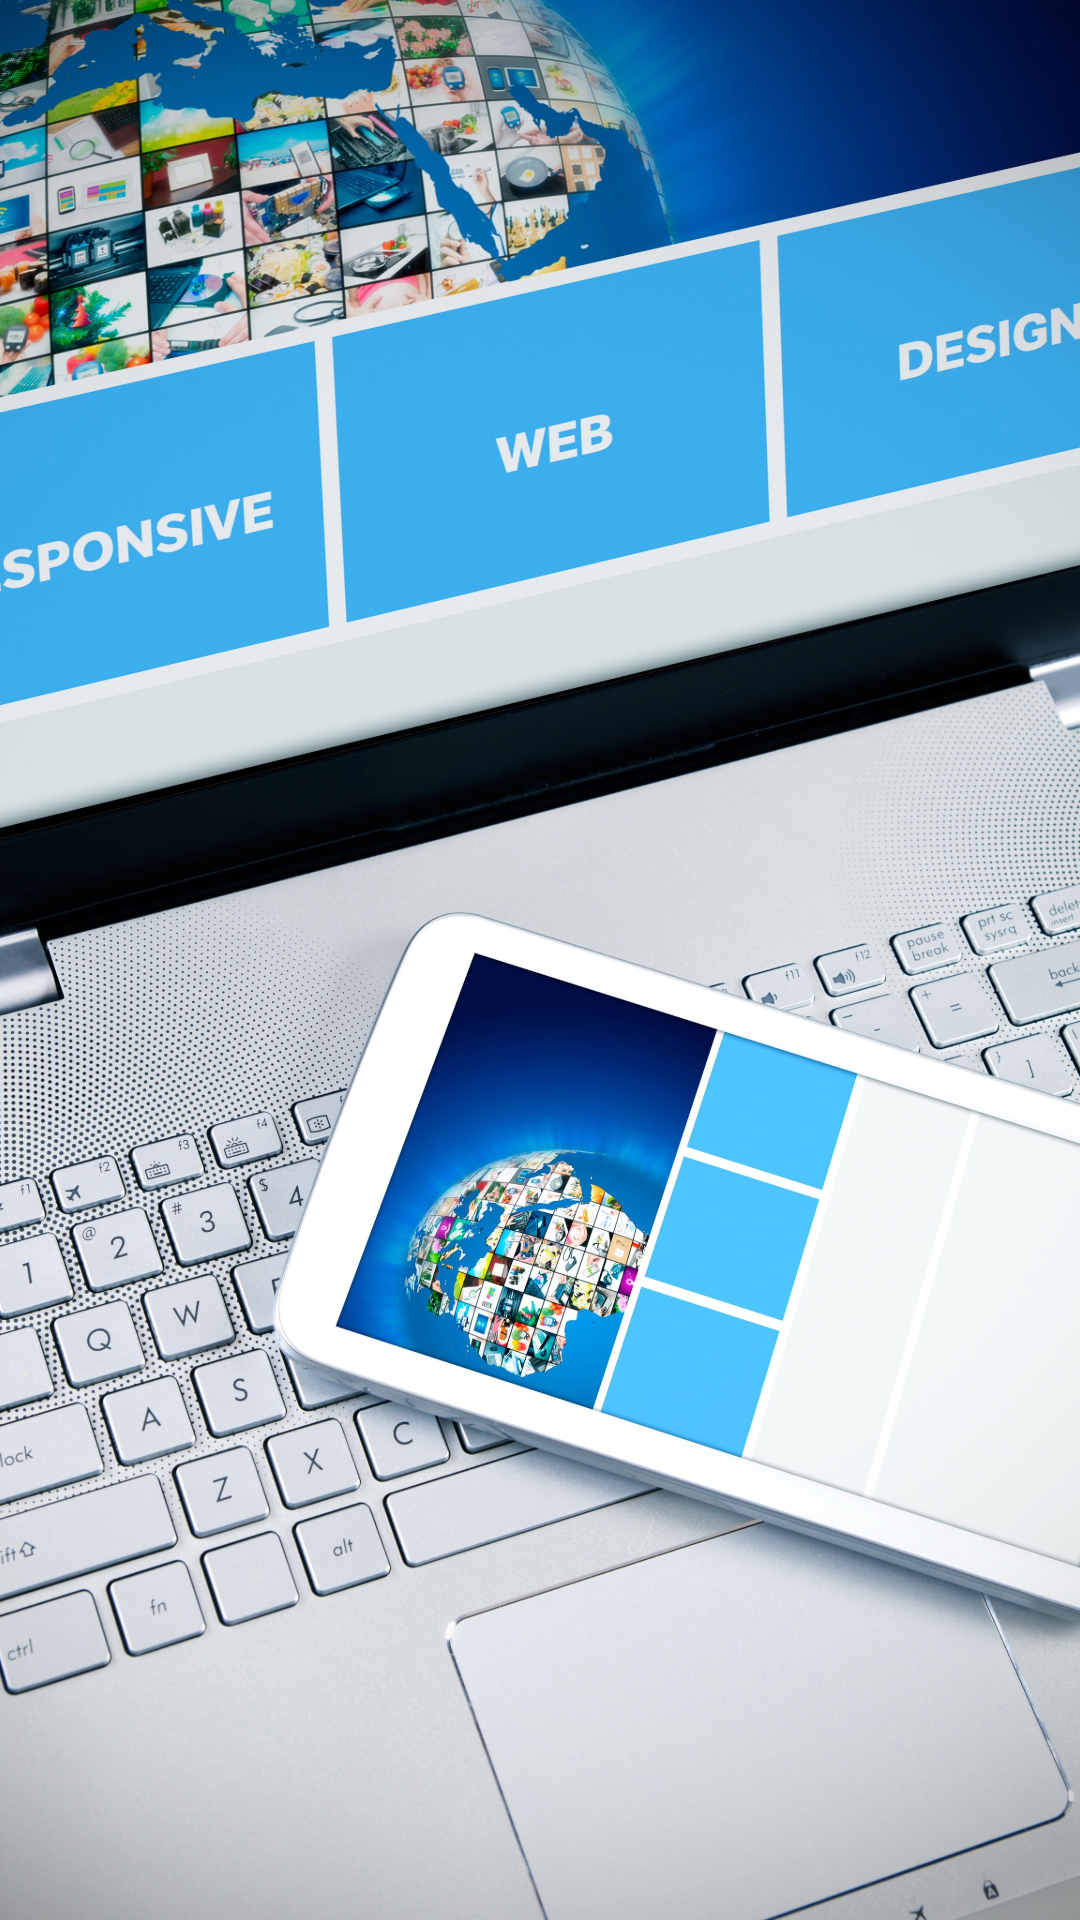 SPONSIVE
WEB
DESIGN
delete
insert
prt sc
sysrq
pause
break
f12
f11
back
+
=
-
}
]
f4
f3
f2
f1
$
4
#
3
@
2
1
W
Q
S
A
lock
C
X
Z
ift
alt
fn
ctrl
A